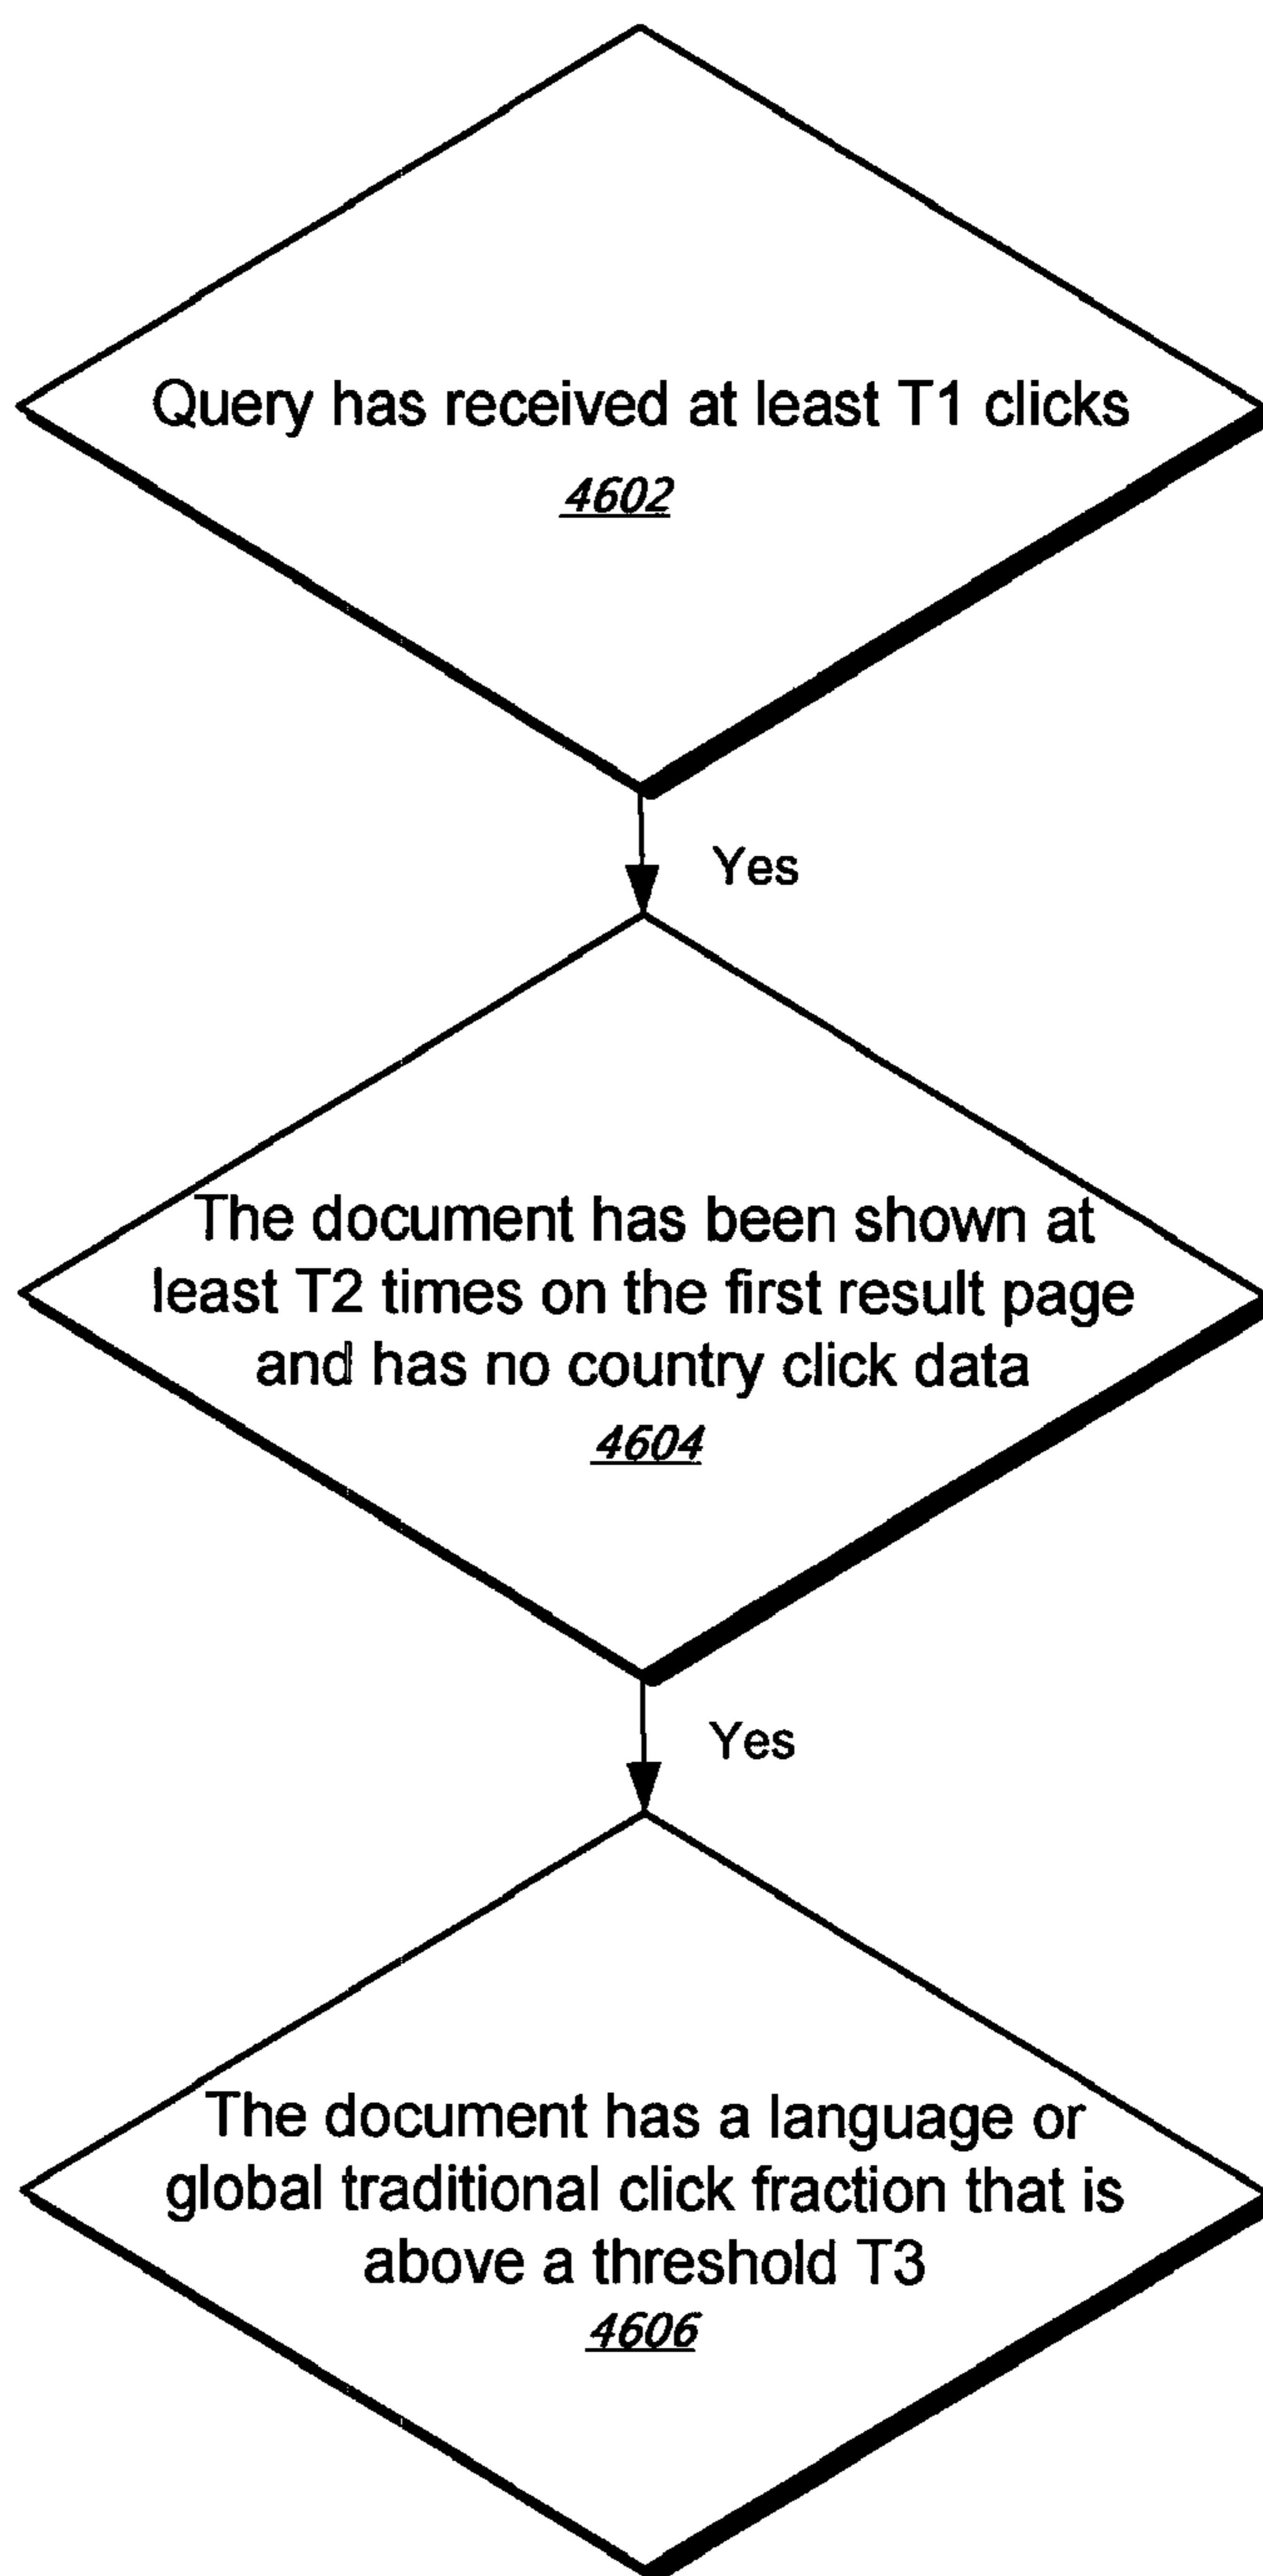 Query has received at least T1 clicks
4602
Yes
The document has been shown at
least T2 times on the first result page
and has no country click data
4604
Yes
The document has a language or
global traditional click fraction that is
above a threshold T3
4606